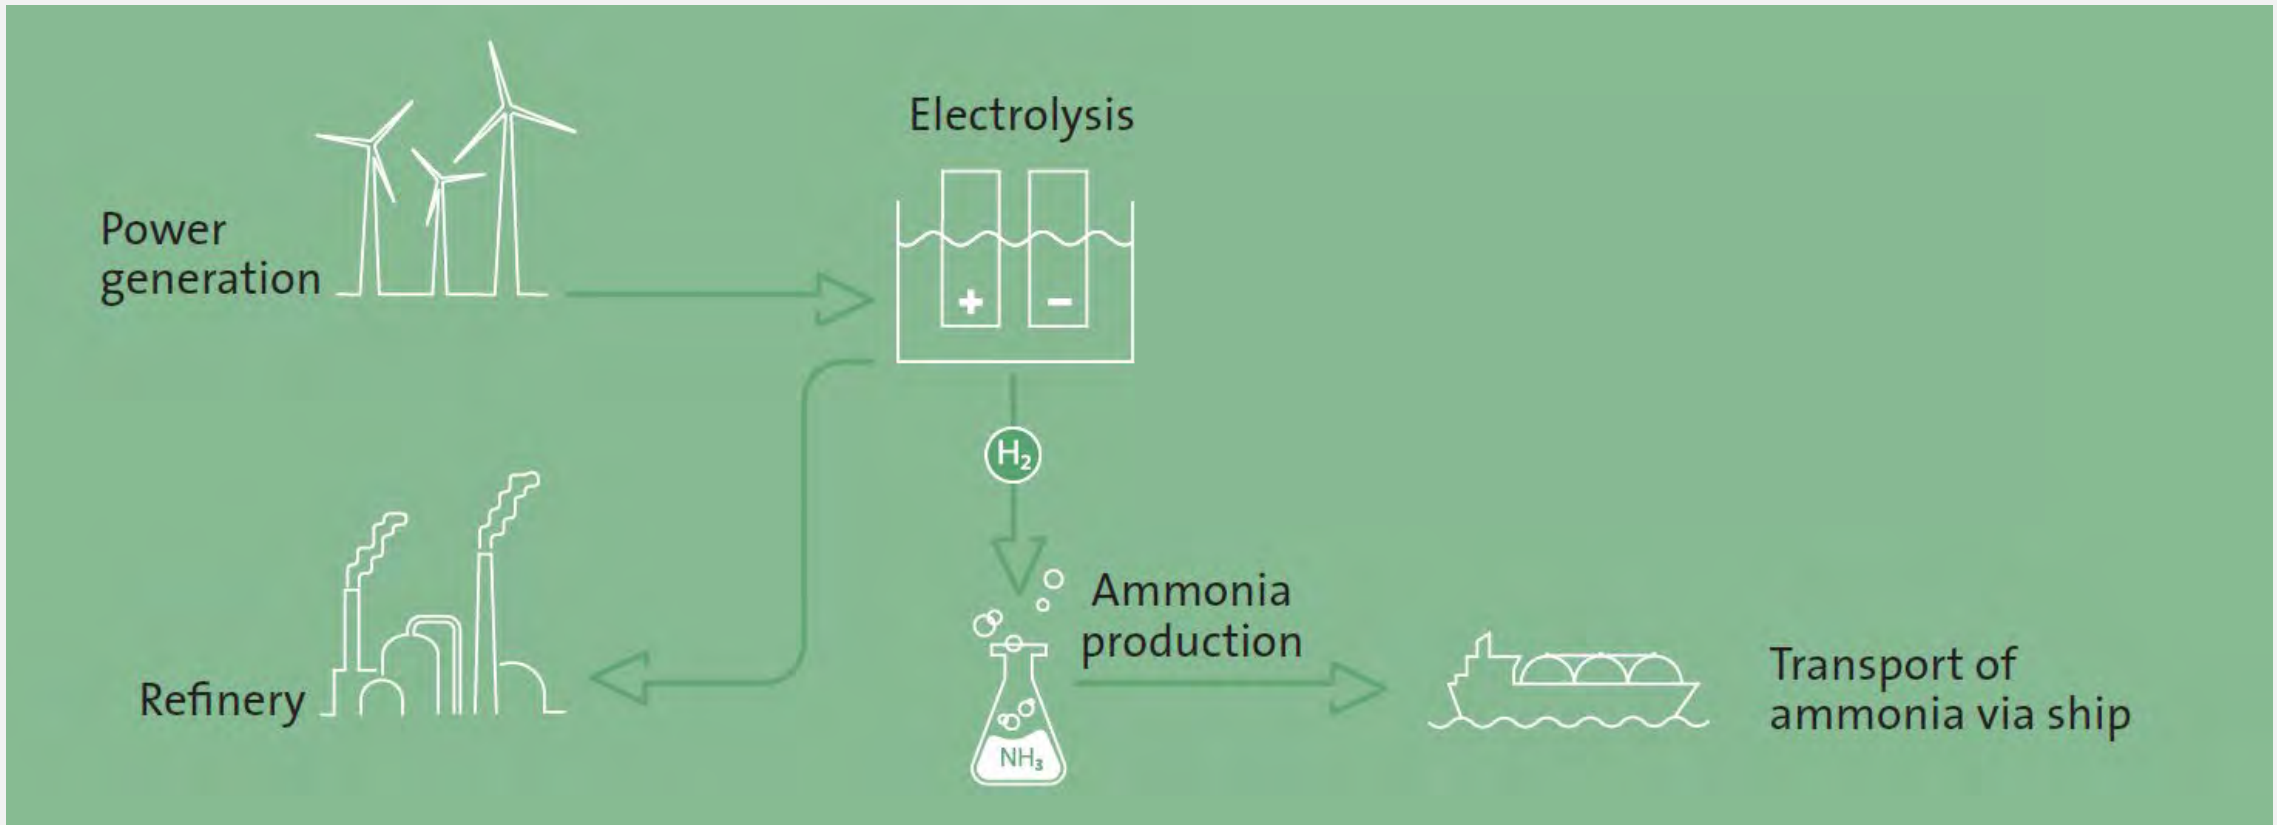 Electrolysis
Power
generation
+ −
H₂
Ammonia
production
Transport of
ammonia via ship
Refinery
NH₃